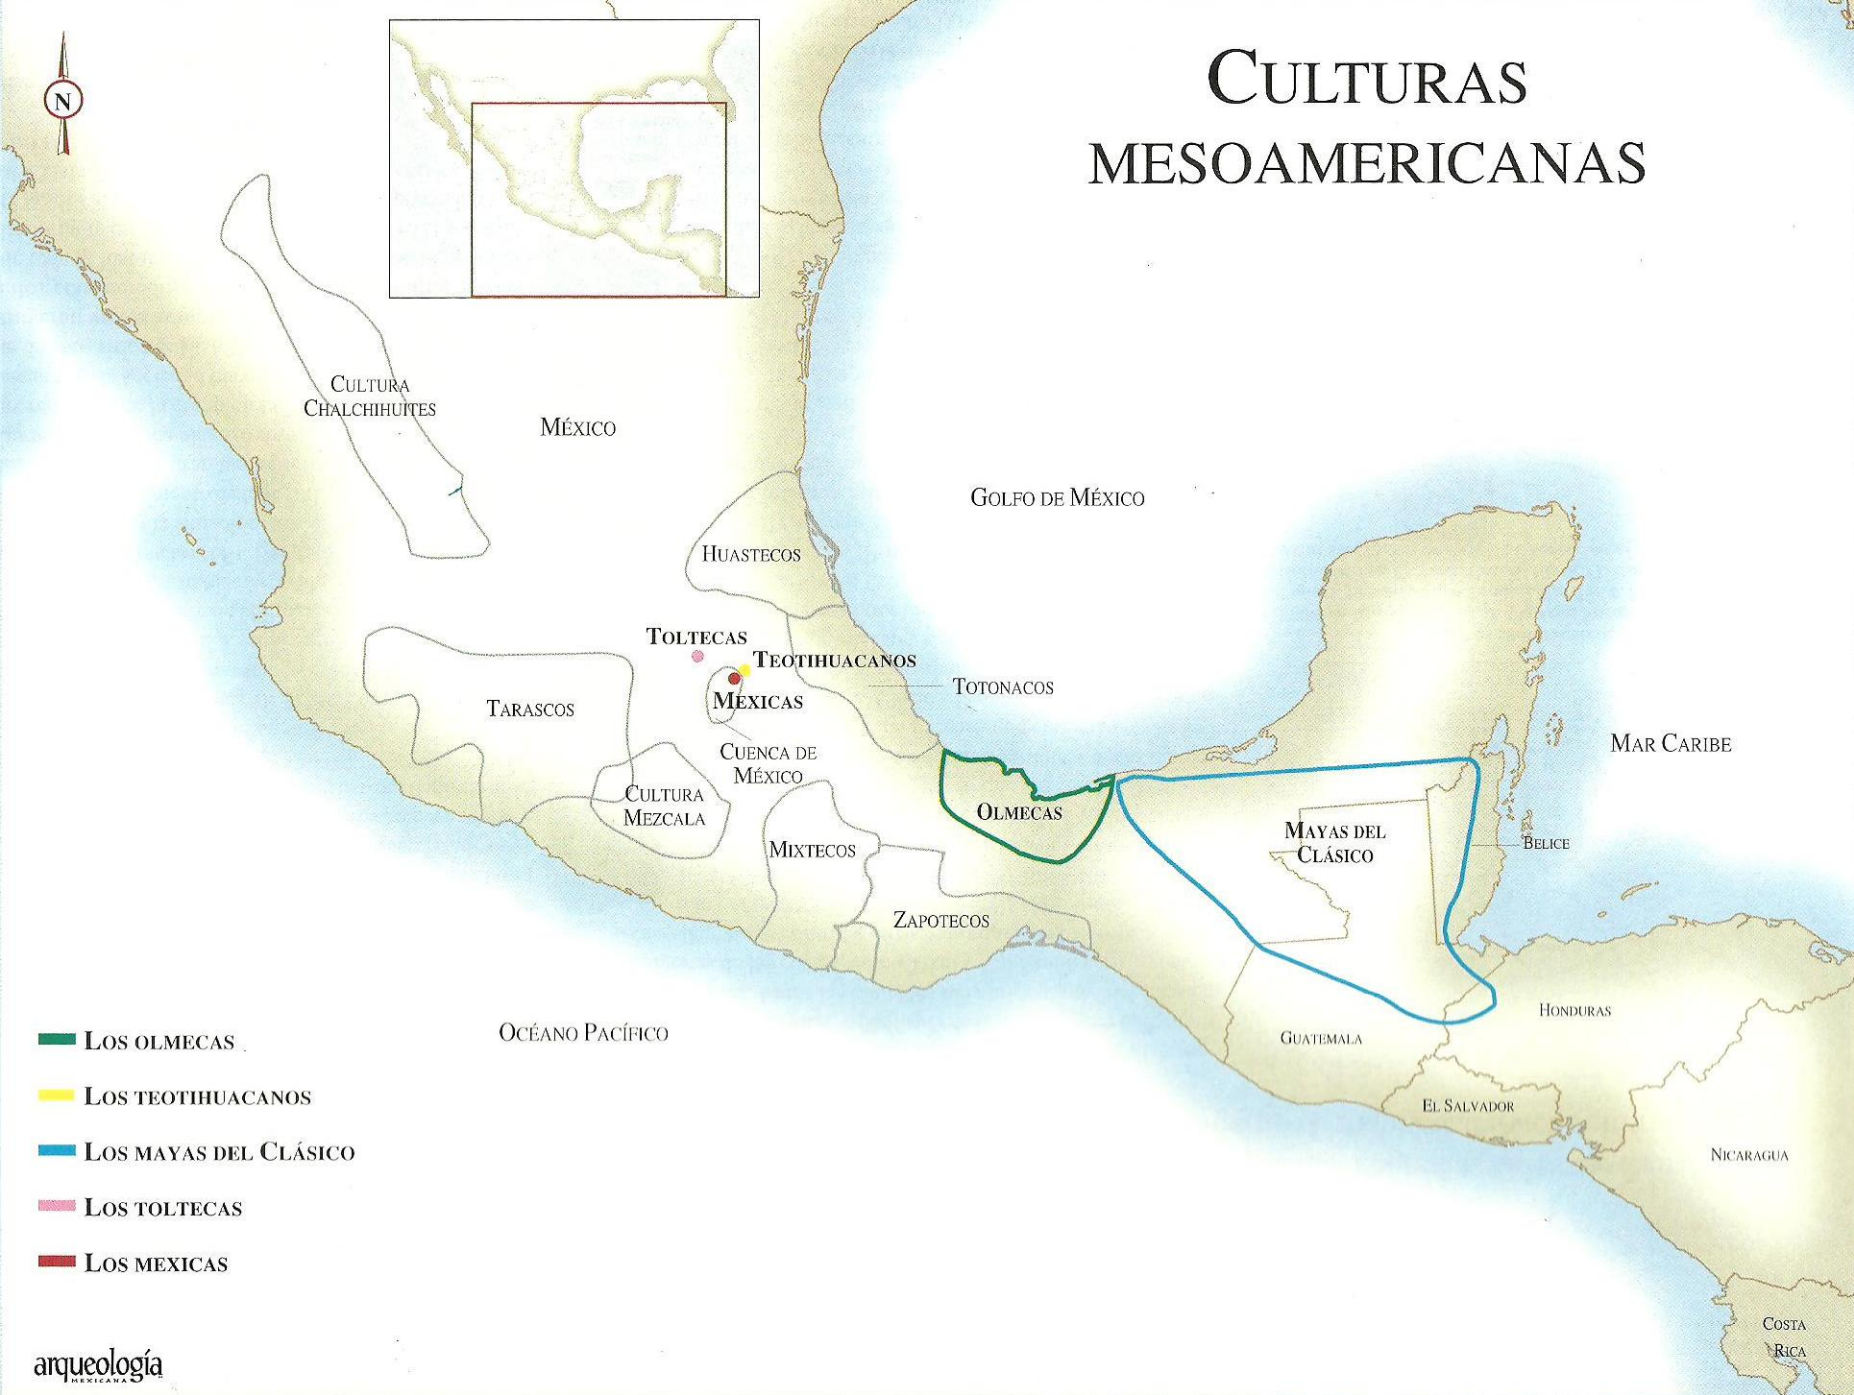 CULTURAS
MESOAMERICANAS
N
CULTURA
CHALCHIHUITES
MÉXICO
GOLFO DE MÉXICO
HUASTECOS
TOLTECAS
TEOTIHUACANOS
TOTONACOS
MEXICAS
TARASCOS
CUENCA DE
MÉXICO
MAR CARIBE
CULTURA
MEZCALA
OLMECAS
MAYAS DEL
CLÁSICO
BELICE
MIXTECOS
ZAPOTECOS
OCÉANO PACÍFICO
HONDURAS
GUATEMALA
EL SALVADOR
NICARAGUA
COSTA
RICA
LOS OLMECAS
LOS TEOTIHUACANOS
LOS MAYAS DEL CLÁSICO
LOS TOLTECAS
LOS MEXICAS
arqueología
MEXICANA